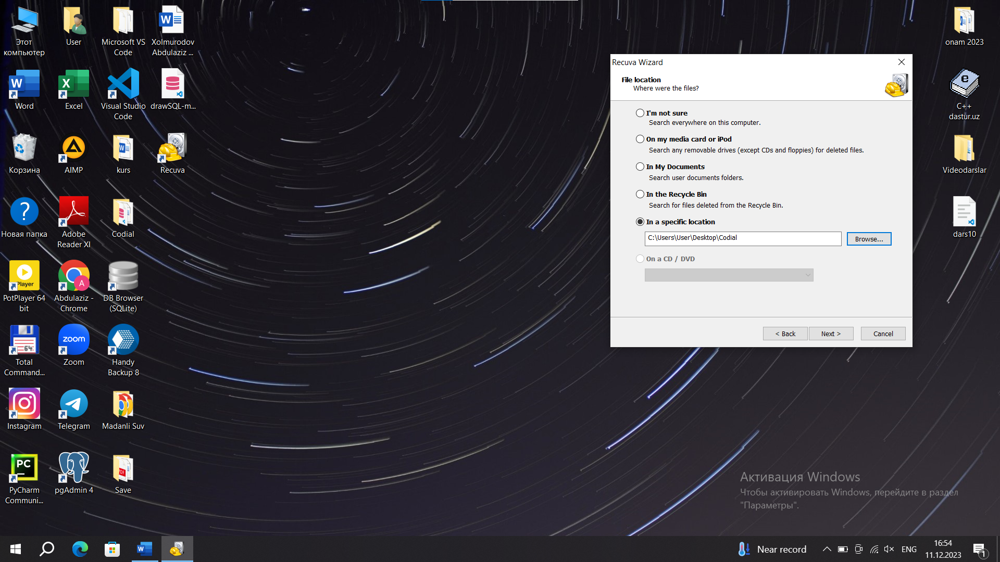 Этот
компьютер
User
Microsoft VS
Code
Xolmurodov
Abdulaziz ...
Word
Excel
Visual Studio
Code
drawSQL-m...
Корзина
AIMP
kurs
Recuva
Новая папка
Adobe
Reader XI
Codial
Player
PotPlayer 64
bit
A
Abdulaziz -
Chrome
DB Browser
(SQLite)
64
Total
Command...
zoom
Zoom
Handy
Backup 8
Instagram
Telegram
Madanli Suv
PC
PyCharm
Communi...
pgAdmin 4
PDF
Save
Recuva Wizard
File location
Where were the files?
I'm not sure
Search everywhere on this computer.
On my media card or iPod
Search any removable drives (except CDs and floppies) for deleted files.
In My Documents
Search user documents folders.
In the Recycle Bin
Search for files deleted from the Recycle Bin.
In a specific location
C:\Users\User\Desktop\Codial
Browse...
On a CD / DVD
< Back
Next >
Cancel
onam 2023
e
C++
dastur.uz
Videodarslar
dars10
Активация Windows
Чтобы активировать Windows, перейдите в раздел
"Параметры".
Near record
ENG
16:54
11.12.2023
1